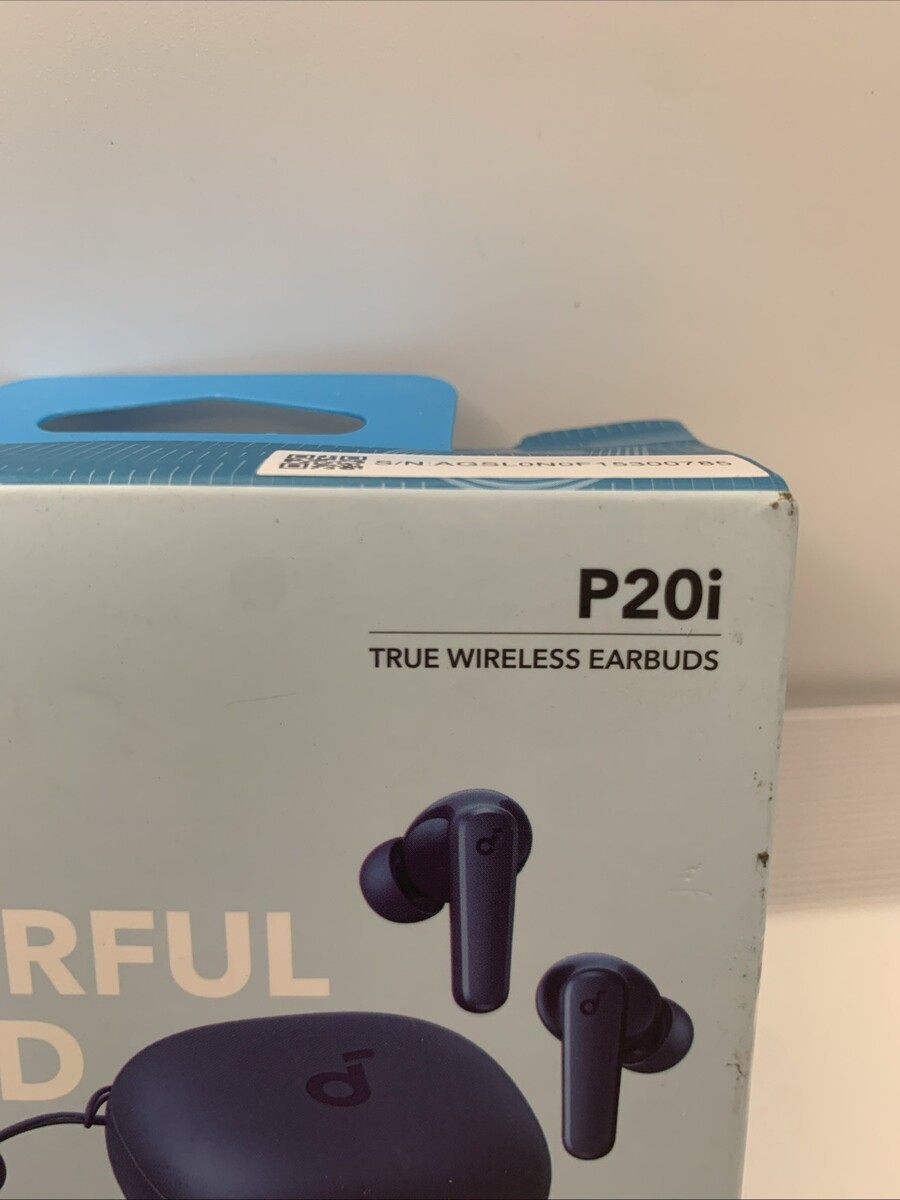 S/N:AGSL0N0F15300785
P20i
TRUE WIRELESS EARBUDS
RFUL
D